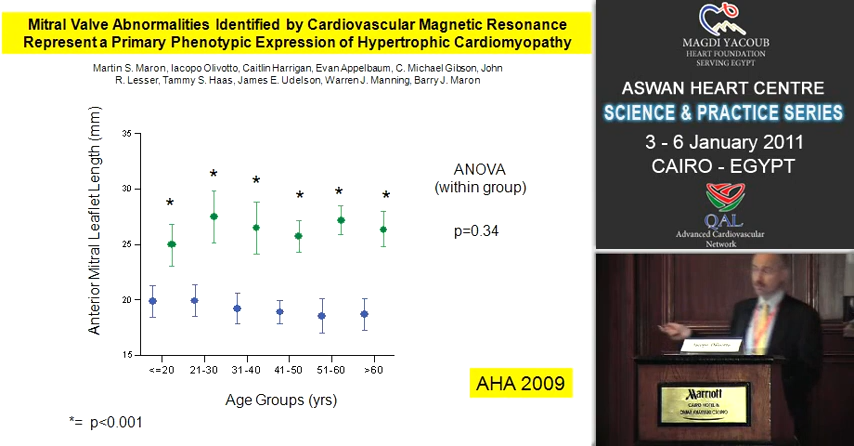 Mitral Valve Abnormalities Identified by Cardiovascular Magnetic Resonance
Represent a Primary Phenotypic Expression of Hypertrophic Cardiomyopathy
Martin S. Maron, Iacopo Olivotto, Caitlin Harrigan, Evan Appelbaum, C. Michael Gibson, John
R. Lesser, Tammy S. Haas, James E. Udelson, Warren J. Manning, Barry J. Maron
Anterior Mitral Leaflet Length (mm)
35
30
25
20
15
* * * * * *
ANOVA
(within group)
p=0.34
<=20 21-30 31-40 41-50 51-60 >60
Age Groups (yrs)
*= p<0.001
AHA 2009
MAGDI YACOUB
HEART FOUNDATION
SERVING EGYPT
ASWAN HEART CENTRE
SCIENCE & PRACTICE SERIES
3 - 6 January 2011
CAIRO - EGYPT
QAL
Advanced Cardiovascular
Network
Marriott
CAIRO HOTEL &